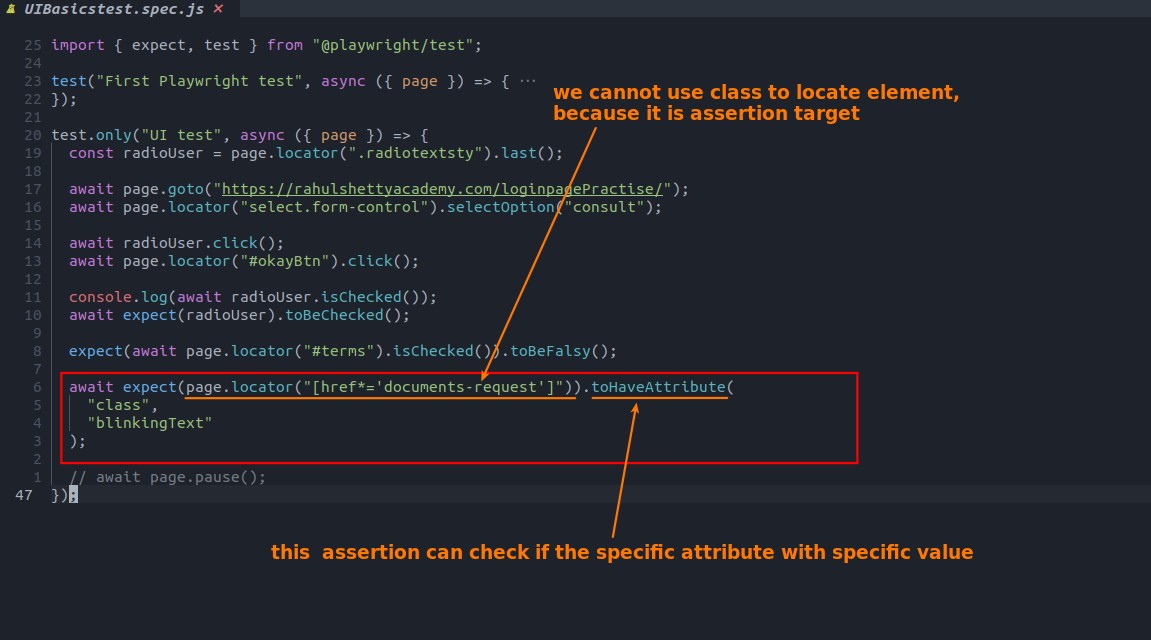 UIBasicstest.spec.js ×
25 import { expect, test } from "@playwright/test";
24
23 test("First Playwright test", async ({ page }) => { ···
22 });
we cannot use class to locate element,
because it is assertion target
21
20 test.only("UI test", async ({ page }) => {
19 const radioUser = page.locator(".radiotextsty").last();
18
17 await page.goto("https://rahulshettyacademy.com/loginpagePractise/");
16 await page.locator("select.form-control").selectOption("consult");
15
14 await radioUser.click();
13 await page.locator("#okayBtn").click();
12
11 console.log(await radioUser.isChecked());
10 await expect(radioUser).toBeChecked();
9
8 expect(await page.locator("#terms").isChecked()).toBeFalsy();
7
6 await expect(page.locator("[href*='documents-request']")).toHaveAttribute(
5 "class",
4 "blinkingText"
3 );
2
1 // await page.pause();
47 });
this  assertion can check if the specific attribute with specific value